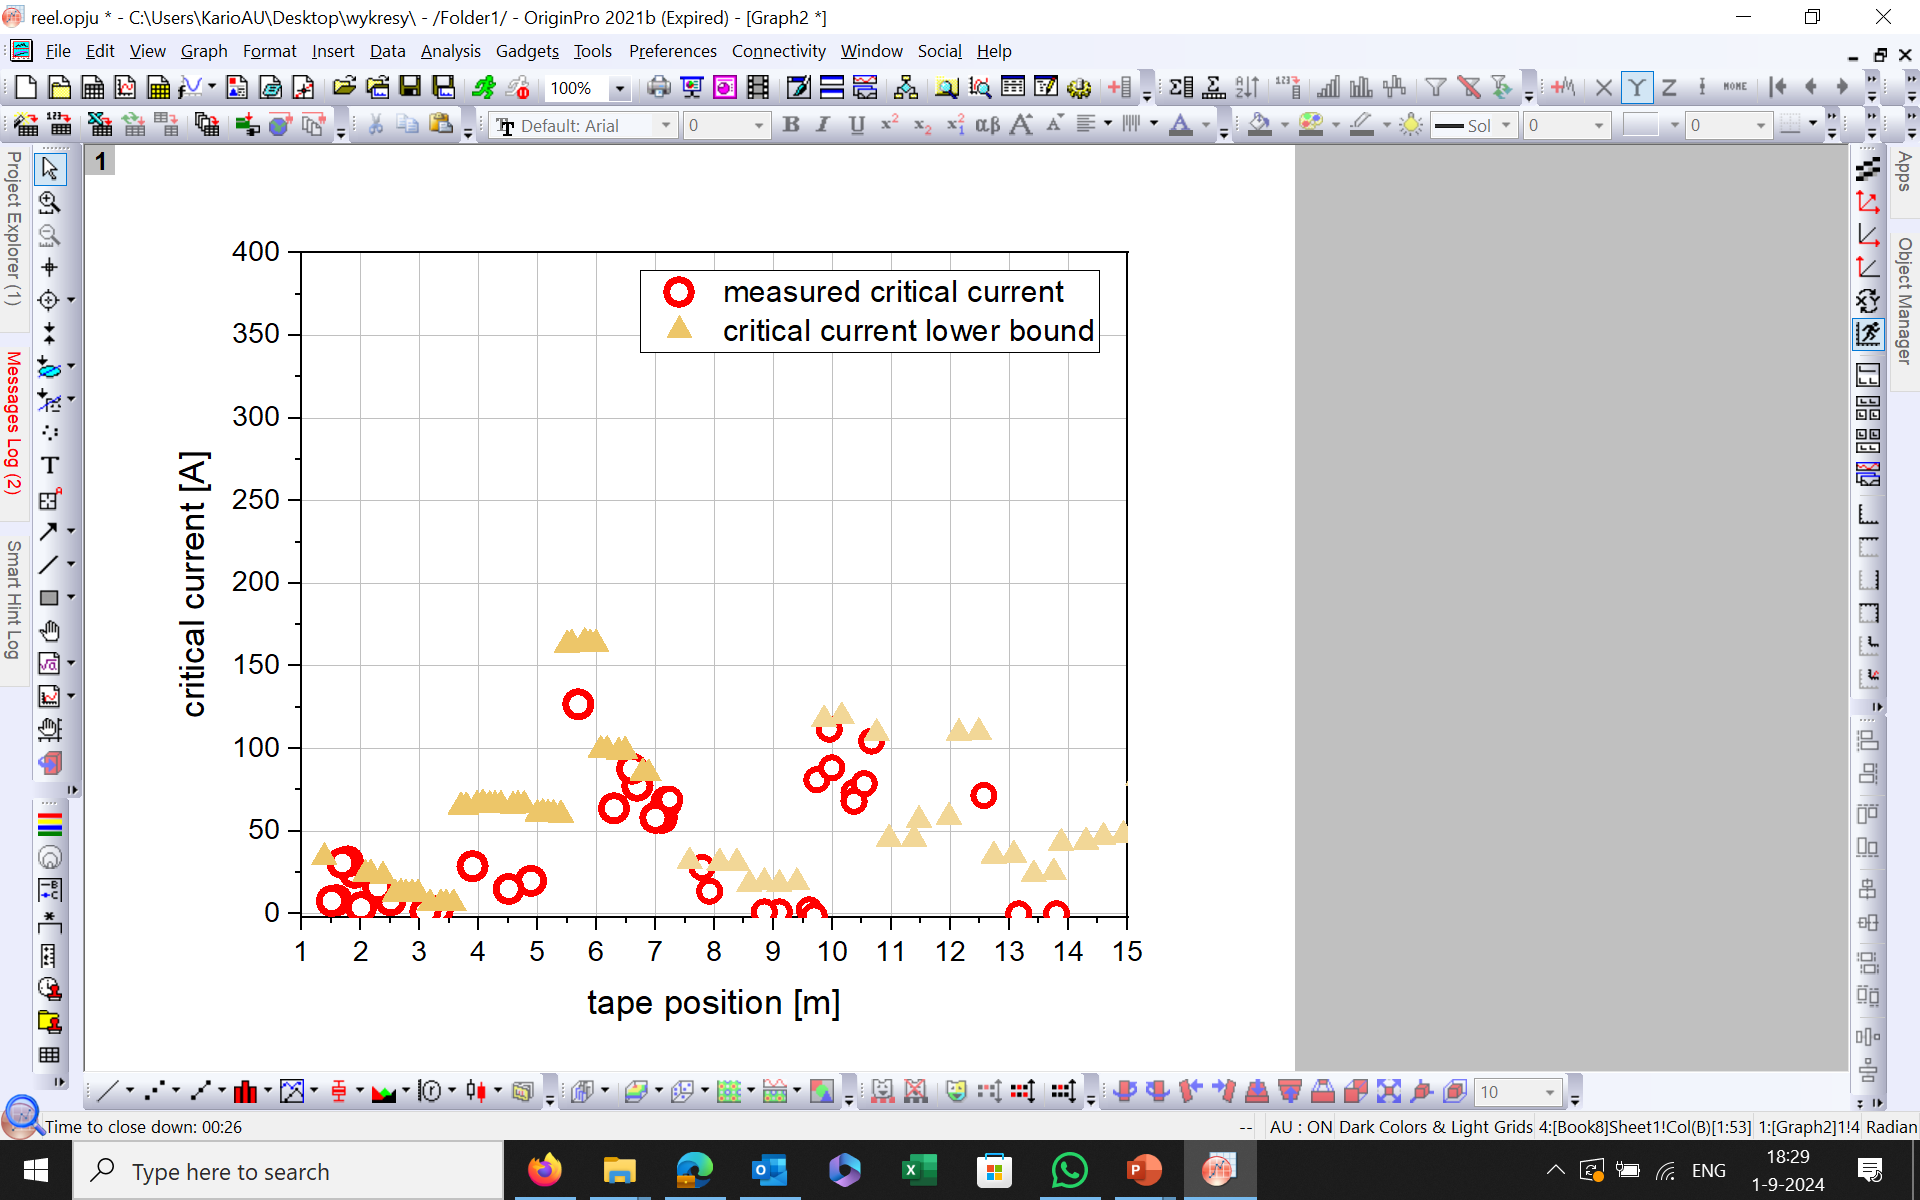 reel.opju * - C:\Users\KarioAU\Desktop\wykresy\ - /Folder1/ - OriginPro 2021b (Expired) - [Graph2 *]
File Edit View Graph Format Insert Data Analysis Gadgets Tools Preferences Connectivity Window Social Help
100%
Y Z HOME
Default: Arial 0 B I U αβ A A A Sol 0 0
Project Explorer (1)
Messages Log (2)
Smart Hint Log
Apps
Object Manager
1
measured critical current
critical current lower bound
400
350
300
250
200
150
100
50
0
critical current [A]
1 2 3 4 5 6 7 8 9 10 11 12 13 14 15
tape position [m]
10
Time to close down: 00:26
-- AU : ON Dark Colors & Light Grids 4:[Book8]Sheet1!Col(B)[1:53] 1:[Graph2]1!4 Radian
Type here to search
ENG
18:29
1-9-2024